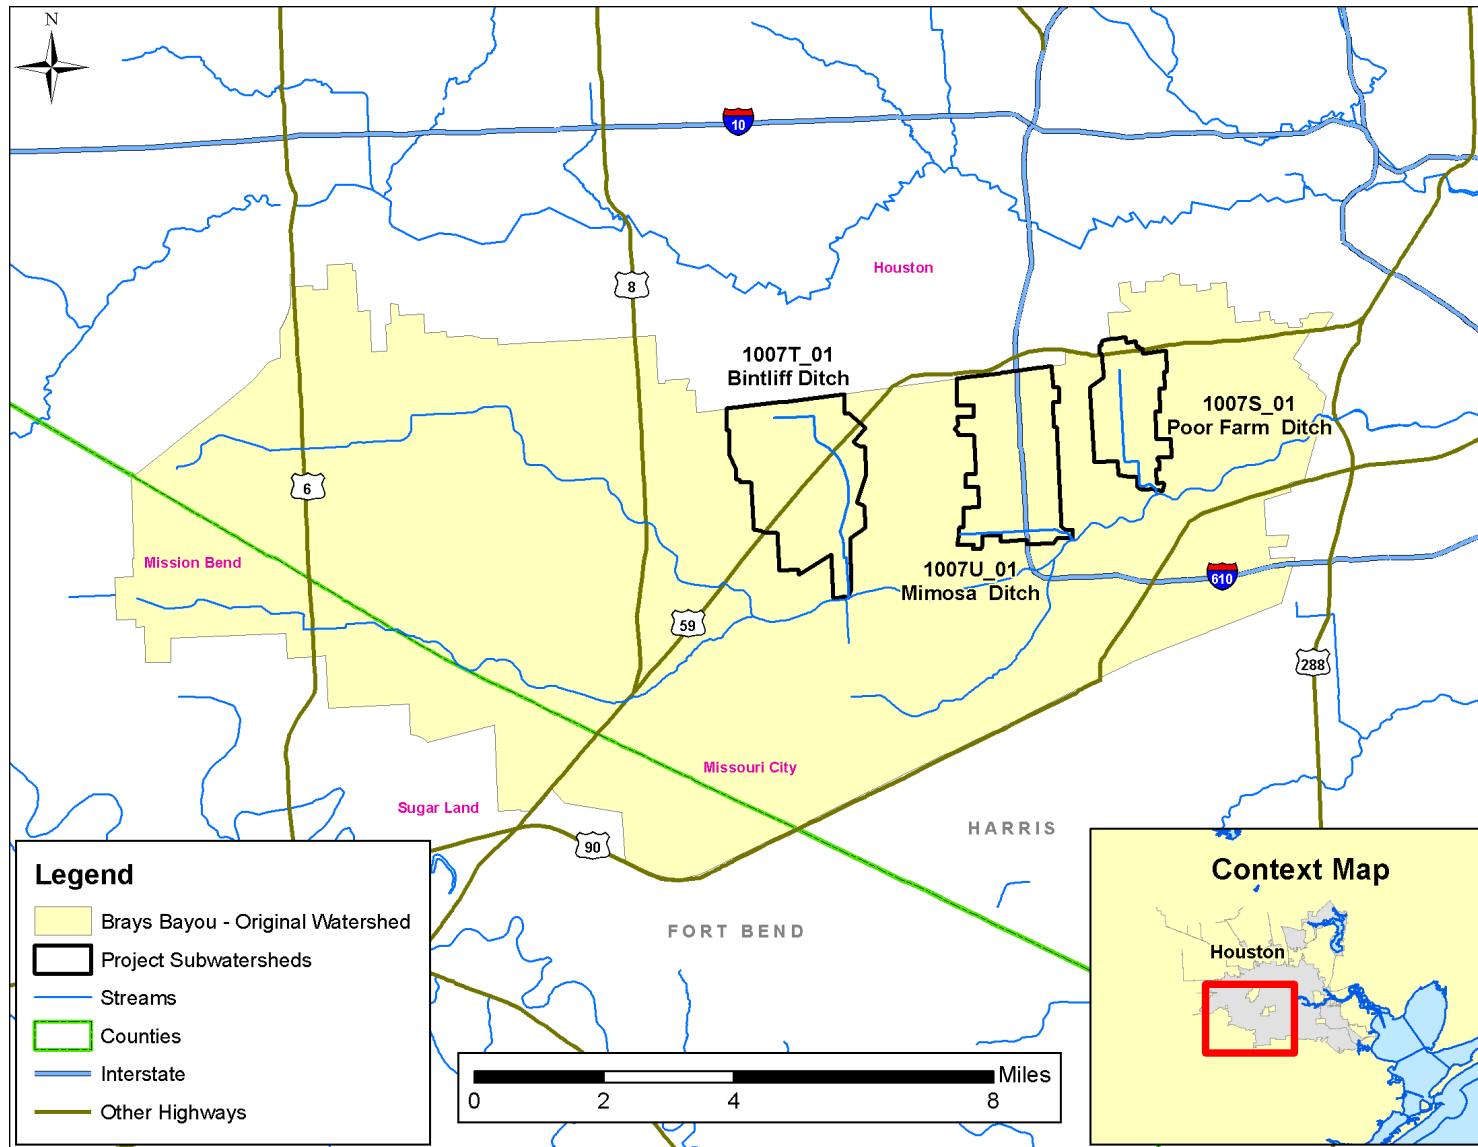 N
10
Houston
8
1007T_01
Bintliff Ditch
1007S_01
Poor Farm Ditch
6
Mission Bend
1007U_01
Mimosa Ditch
610
59
288
Missouri City
Sugar Land
90
HARRIS
FORT BEND
Legend
Brays Bayou - Original Watershed
Project Subwatersheds
Streams
Counties
Interstate
Other Highways
Miles
0 2 4 8
Context Map
Houston